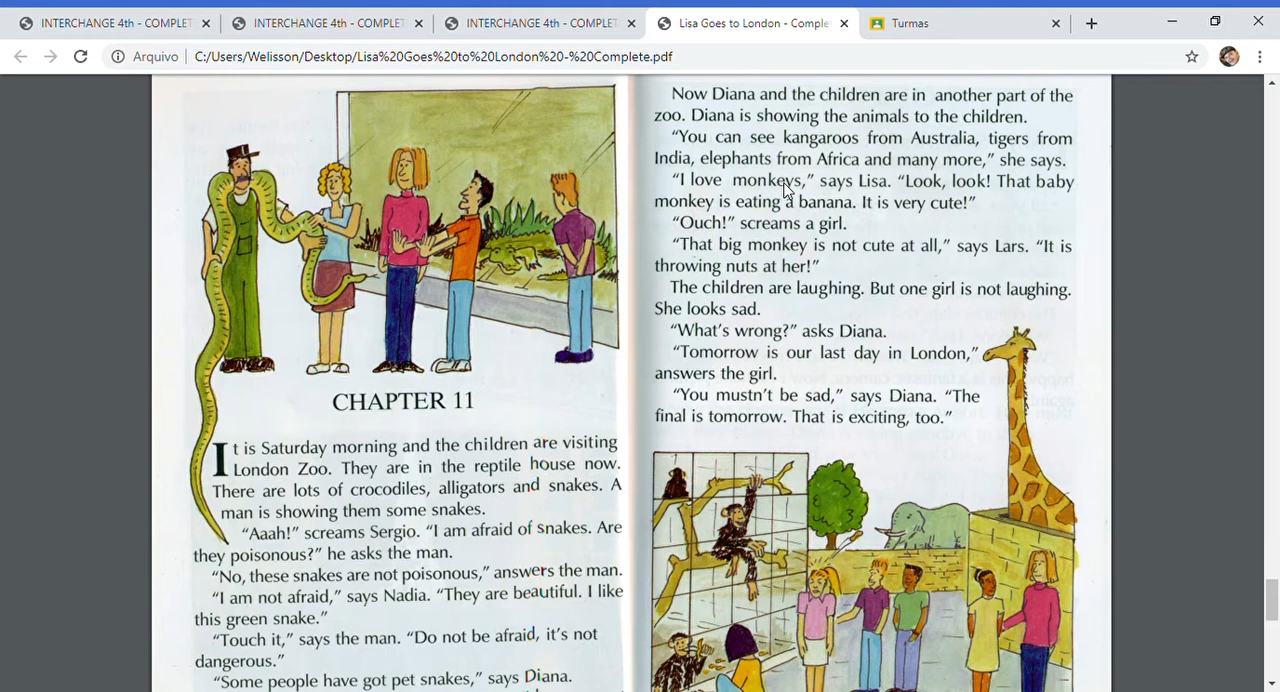 INTERCHANGE 4th - COMPLET
INTERCHANGE 4th - COMPLET
INTERCHANGE 4th - COMPLET
Lisa Goes to London - Comple
Turmas
Arquivo
C:/Users/Welisson/Desktop/Lisa%20Goes%20to%20London%20-%20Complete.pdf
CHAPTER 11
It is Saturday morning and the children are visiting
London Zoo. They are in the reptile house now.
There are lots of crocodiles, alligators and snakes. A
man is showing them some snakes.
“Aaah!” screams Sergio. “I am afraid of snakes. Are
they poisonous?” he asks the man.
“No, these snakes are not poisonous,” answers the man.
“I am not afraid,” says Nadia. “They are beautiful. I like
this green snake.”
“Touch it,” says the man. “Do not be afraid, it’s not
dangerous.”
“Some people have got pet snakes,” says Diana.
Now Diana and the children are in another part of the
zoo. Diana is showing the animals to the children.
“You can see kangaroos from Australia, tigers from
India, elephants from Africa and many more,” she says.
“I love monkeys,” says Lisa. “Look, look! That baby
monkey is eating a banana. It is very cute!”
“Ouch!” screams a girl.
“That big monkey is not cute at all,” says Lars. “It is
throwing nuts at her!”
The children are laughing. But one girl is not laughing.
She looks sad.
“What’s wrong?” asks Diana.
“Tomorrow is our last day in London,”
answers the girl.
“You mustn’t be sad,” says Diana. “The
final is tomorrow. That is exciting, too.”